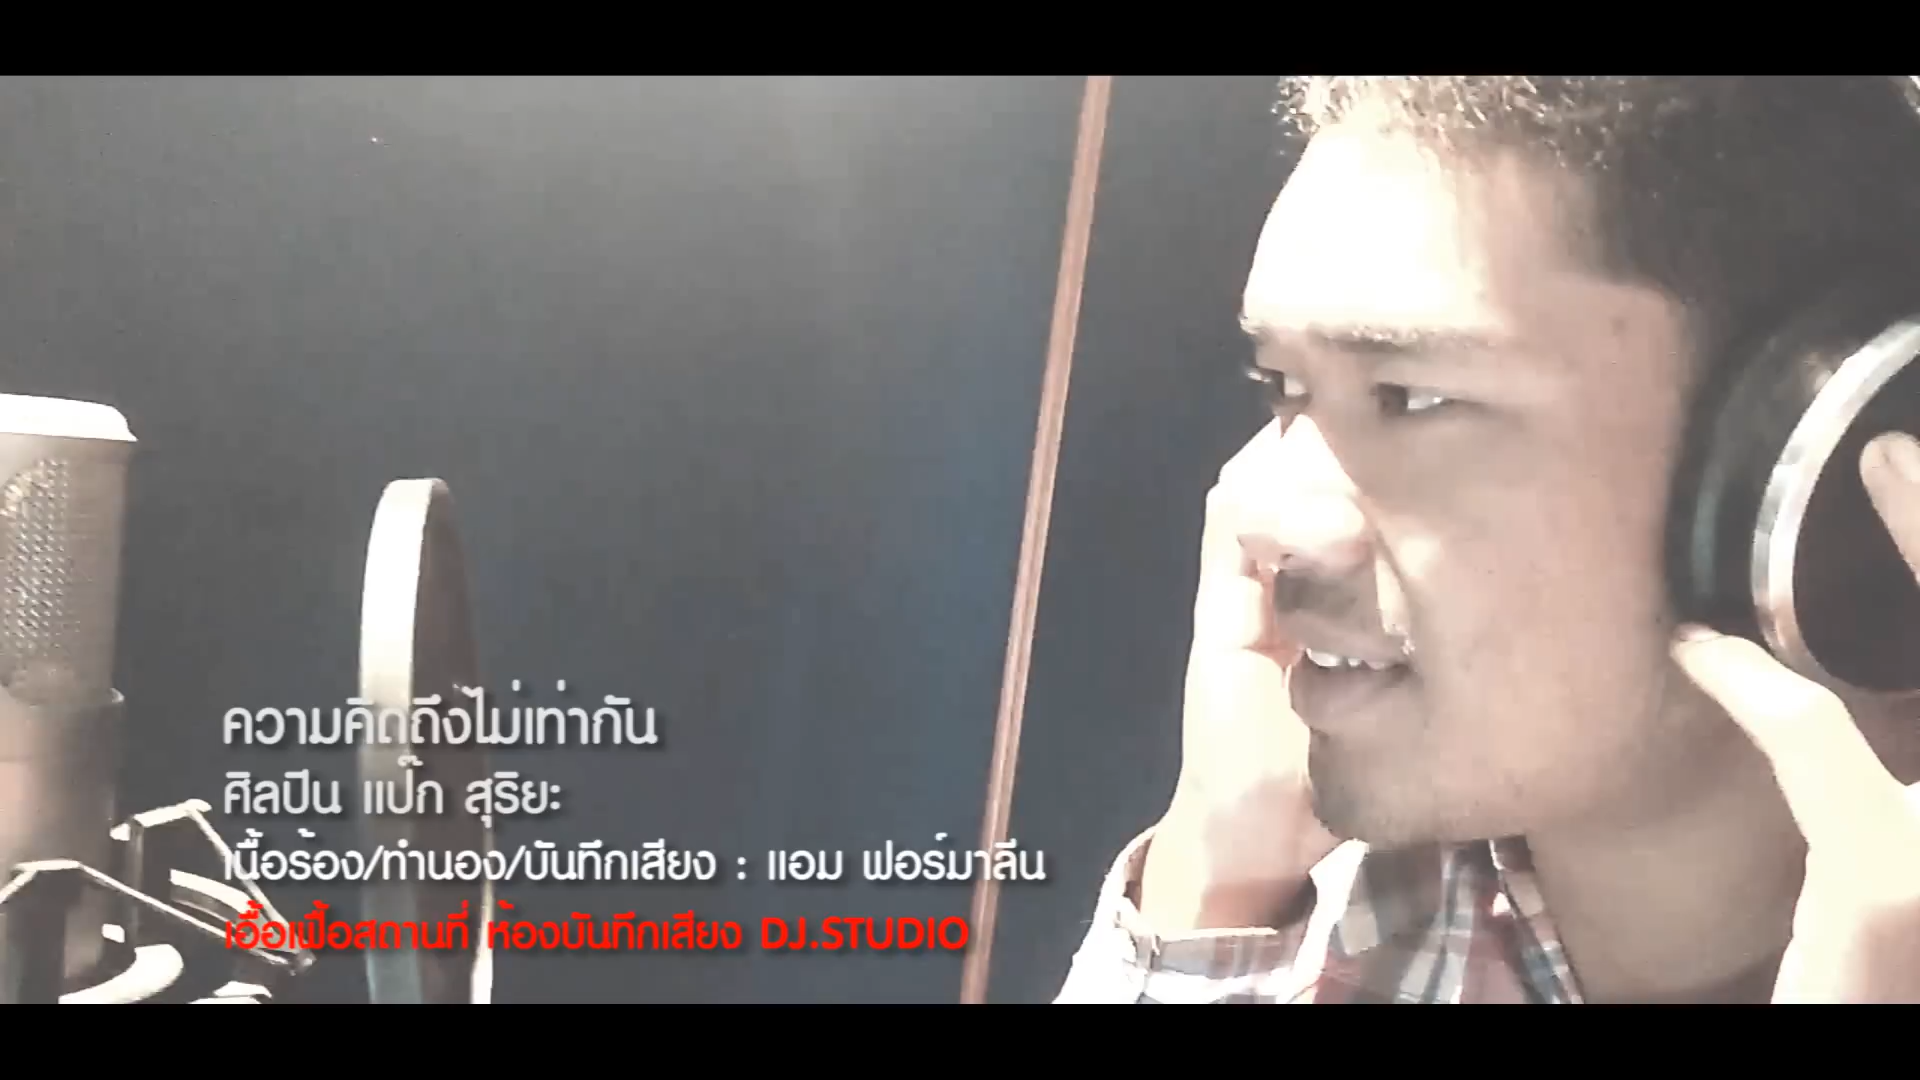 ความคิดถึงไม่เท่ากัน
ศิลปิน แป๊ก สุริยะ
เนื้อร้อง/ทำนอง/บันทึกเสียง : แอม ฟอร์มาลีน
เอื้อเฟื้อสถานที่ ห้องบันทึกเสียง DJ.STUDIO